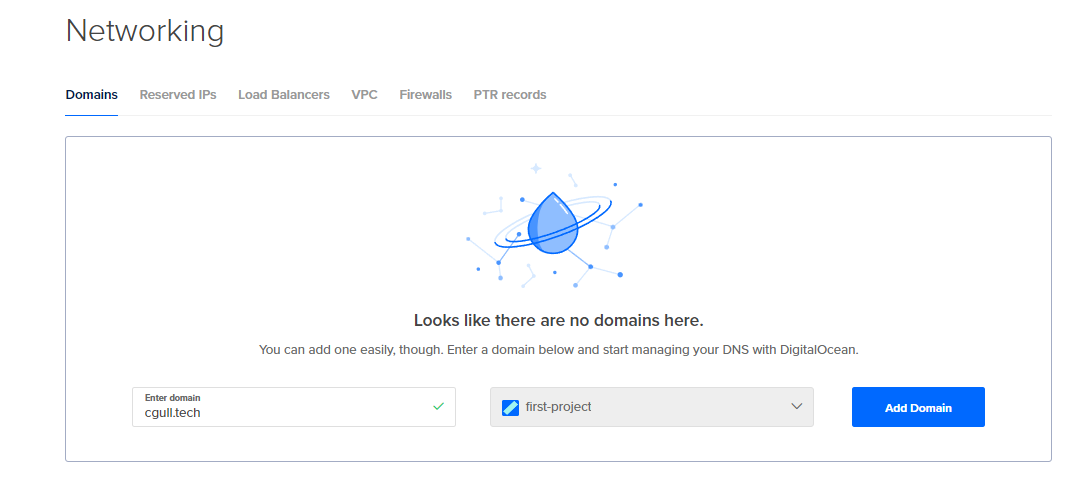 Networking
Domains Reserved IPs Load Balancers VPC Firewalls PTR records
Looks like there are no domains here.
You can add one easily, though. Enter a domain below and start managing your DNS with DigitalOcean.
Enter domain
cgull.tech
first-project
Add Domain